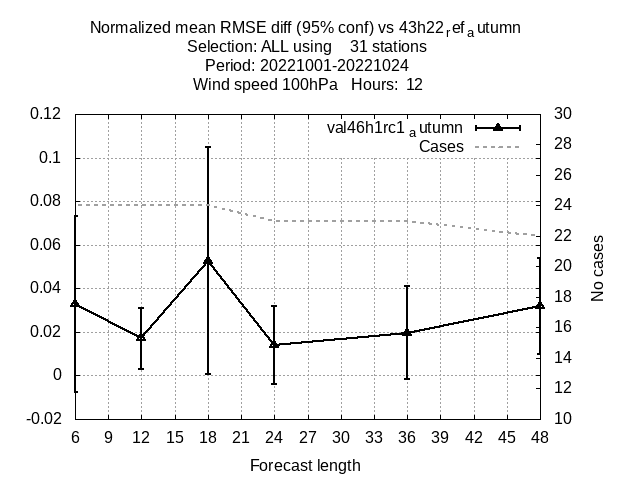 Normalized mean RMSE diff (95% conf) vs 43h22refautumn
Selection: ALL using 31 stations
Period: 20221001-20221024
Wind speed 100hPa Hours: 12
val46h1rc1autumn
Cases
0.12
0.1
0.08
0.06
0.04
0.02
0
-0.02
30
28
26
24
22
20
18
16
14
12
10
No cases
6 9 12 15 18 21 24 27 30 33 36 39 42 45 48
Forecast length